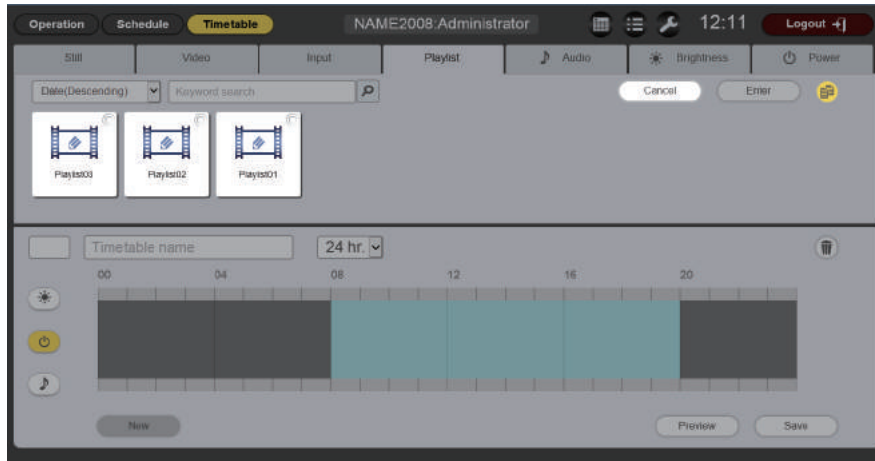 Operation Schedule Timetable NAME2008:Administrator 12:11 Logout
Still Video Input Playlist Audio Brightness Power
Date(Descending) Keyword search Cancel Enter
Playlist03 Playlist02 Playlist01
Timetable name 24 hr.
00 04 08 12 16 20
New Preview Save